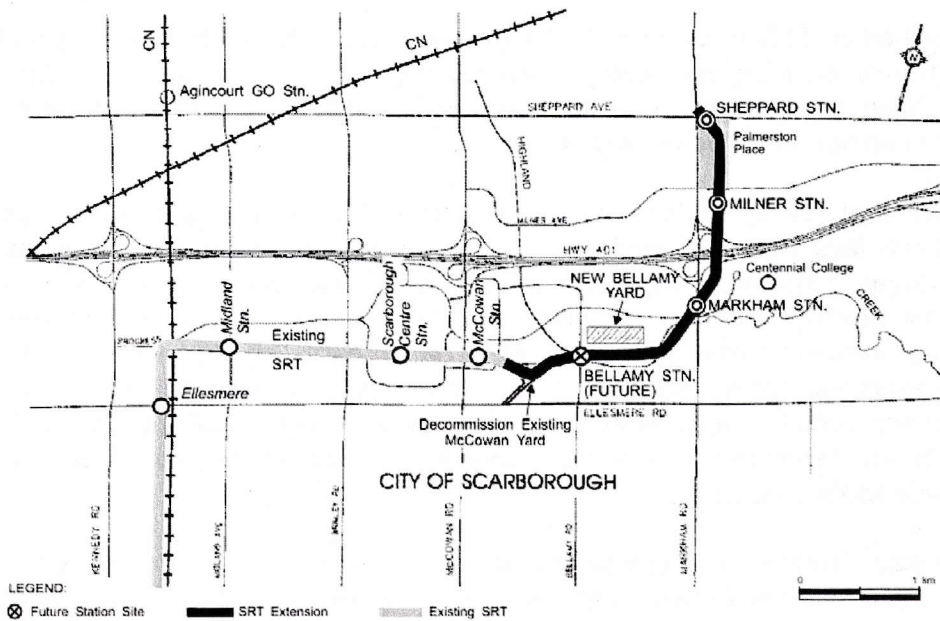 CN
CN
N
Agincourt GO Stn.
SHEPPARD AVE
SHEPPARD STN.
Palmerston
Place
HIGHLAND
MILNER AVE
MILNER STN.
HWY 401
Centennial College
NEW BELLAMY
YARD
MARKHAM STN.
CREEK
Midland
Stn.
Scarborough
Centre
Stn.
McCowan
Stn.
PROGRESS
Existing
SRT
BELLAMY STN.
(FUTURE)
Ellesmere
ELLESMERE RD
Decommission Existing
McCowan Yard
CITY OF SCARBOROUGH
KENNEDY RD
MIDLAND AVE
BRIMLEY RD
MCCOWAN RD
BELLAMY RD
MARKHAM RD
LEGEND:
Future Station Site
SRT Extension
Existing SRT
0
1.8m